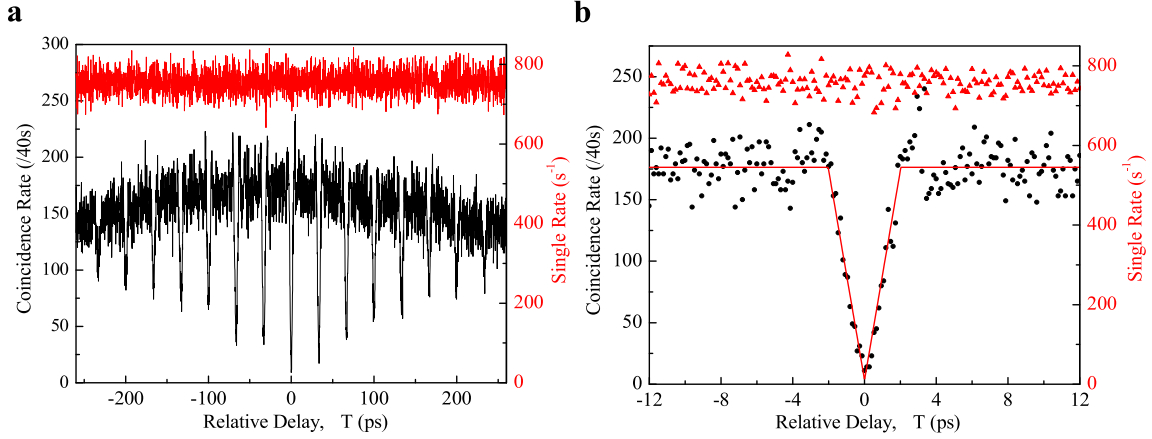 a
300
250
200
150
100
50
0
Coincidence Rate (/40s)
800
600
400
200
0
Single Rate (s⁻¹)
-200 -100 0 100 200
Relative Delay, T (ps)
b
250
200
150
100
50
0
Coincidence Rate (/40s)
800
600
400
200
0
Single Rate (s⁻¹)
-12 -8 -4 0 4 8 12
Relative Delay, T (ps)